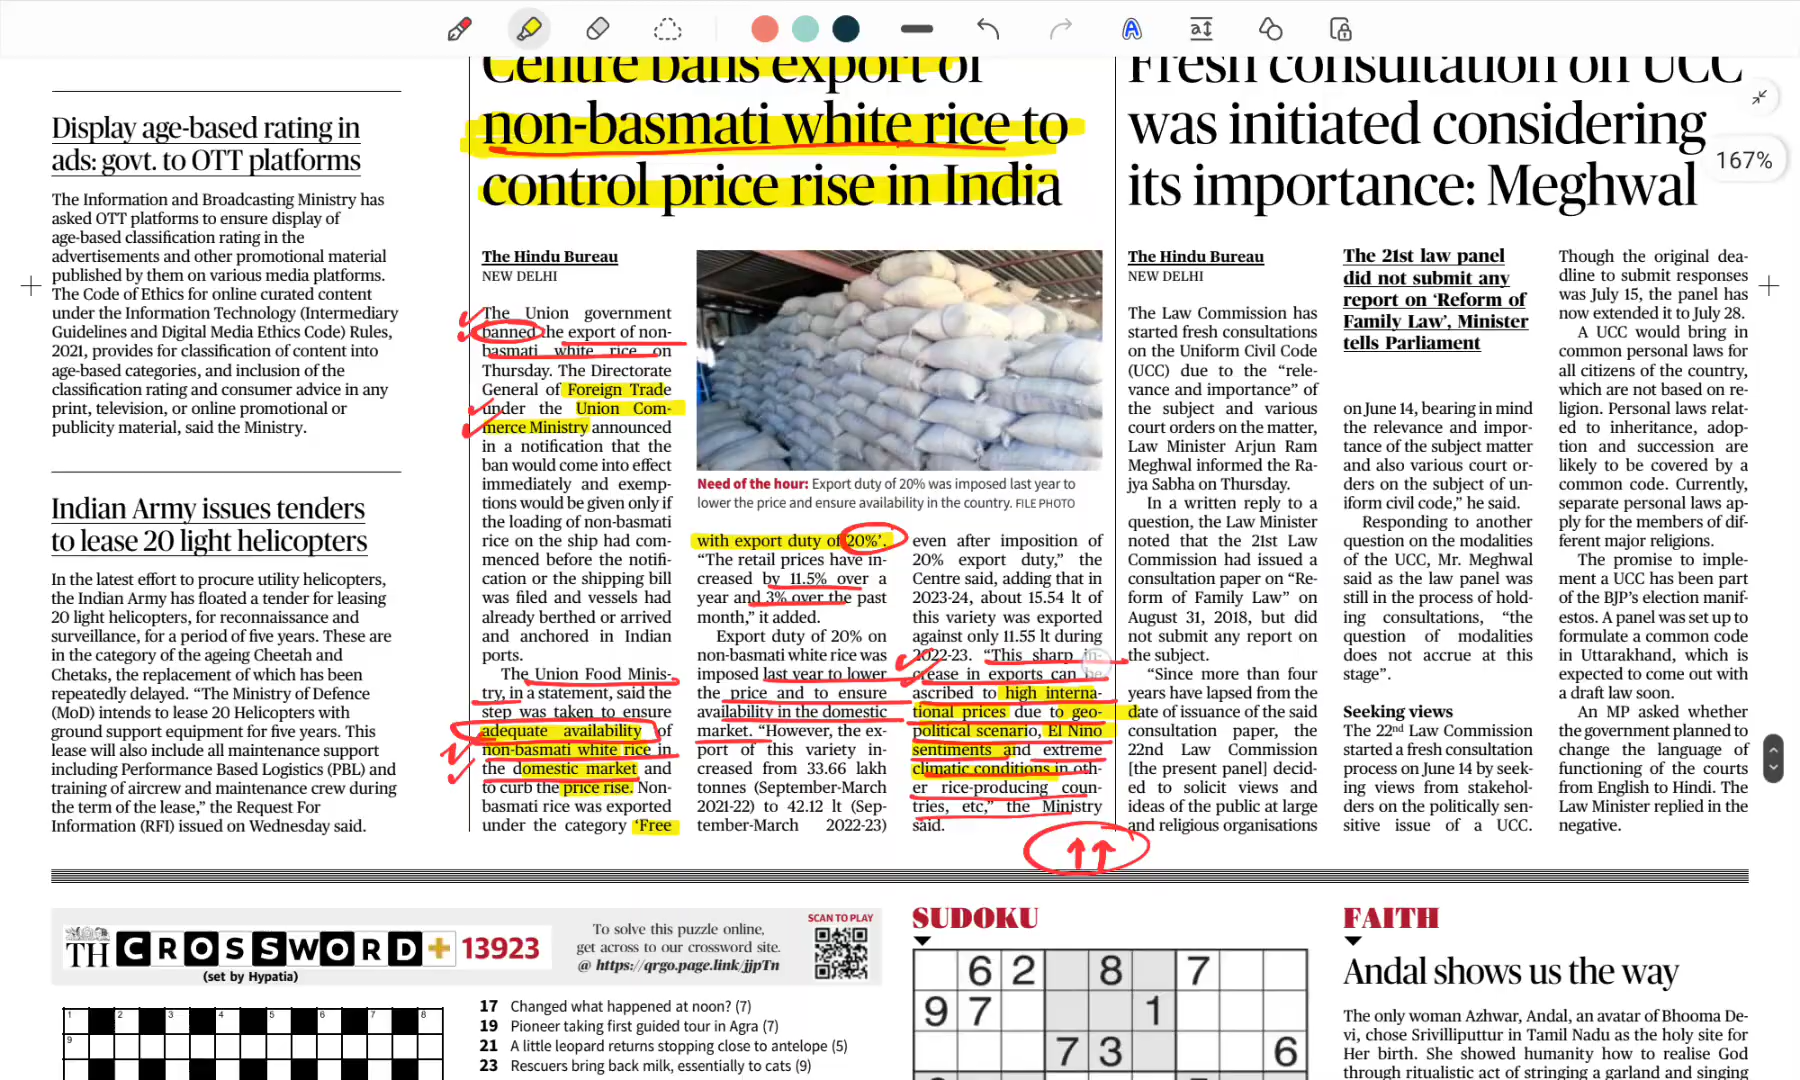 167%
Display age-based rating in
ads: govt. to OTT platforms
The Information and Broadcasting Ministry has
asked OTT platforms to ensure display of
age-based classification rating in the
advertisements and other promotional material
published by them on various media platforms.
The Code of Ethics for online curated content
under the Information Technology (Intermediary
Guidelines and Digital Media Ethics Code) Rules,
2021, provides for classification of content into
age-based categories, and inclusion of the
classification rating and consumer advice in any
print, television, or online promotional or
publicity material, said the Ministry.
Indian Army issues tenders
to lease 20 light helicopters
In the latest effort to procure utility helicopters,
the Indian Army has floated a tender for leasing
20 light helicopters, for reconnaissance and
surveillance, for a period of five years. These are
in the category of the ageing Cheetah and
Chetaks, the replacement of which has been
repeatedly delayed. “The Ministry of Defence
(MoD) intends to lease 20 Helicopters with
ground support equipment for five years. This
lease will also include all maintenance support
including Performance Based Logistics (PBL) and
training of aircrew and maintenance crew during
the term of the lease,” the Request For
Information (RFI) issued on Wednesday said.
Centre bans export of
non-basmati white rice to
control price rise in India
The Hindu Bureau
NEW DELHI
The Union government
banned the export of non-
basmati white rice on
Thursday. The Directorate
General of Foreign Trade
under the Union Com-
merce Ministry announced
in a notification that the
ban would come into effect
immediately and exemp-
tions would be given only if
the loading of non-basmati
rice on the ship had com-
menced before the notifi-
cation or the shipping bill
was filed and vessels had
already berthed or arrived
and anchored in Indian
ports.
The Union Food Minis-
try, in a statement, said the
step was taken to ensure
adequate availability of
non-basmati white rice in
the domestic market and
to curb the price rise. Non-
basmati rice was exported
under the category ‘Free
Need of the hour: Export duty of 20% was imposed last year to
lower the price and ensure availability in the country. FILE PHOTO
with export duty of 20%’.
“The retail prices have in-
creased by 11.5% over a
year and 3% over the past
month,” it added.
Export duty of 20% on
non-basmati white rice was
imposed last year to lower
the price and to ensure
availability in the domestic
market. “However, the ex-
port of this variety in-
creased from 33.66 lakh
tonnes (September-March
2021-22) to 42.12 lt (Sep-
tember-March 2022-23)
even after imposition of
20% export duty,” the
Centre said, adding that in
2023-24, about 15.54 lt of
this variety was exported
against only 11.55 lt during
2022-23. “This sharp in-
crease in exports can be
ascribed to high interna-
tional prices due to geo-
political scenario, El Nino
sentiments and extreme
climatic conditions in oth-
er rice-producing coun-
tries, etc,” the Ministry
said.
Fresh consultation on UCC
was initiated considering
its importance: Meghwal
The Hindu Bureau
NEW DELHI
The Law Commission has
started fresh consultations
on the Uniform Civil Code
(UCC) due to the “rele-
vance and importance” of
the subject and various
court orders on the matter,
Law Minister Arjun Ram
Meghwal informed the Ra-
jya Sabha on Thursday.
In a written reply to a
question, the Law Minister
noted that the 21st Law
Commission had issued a
consultation paper on “Re-
form of Family Law” on
August 31, 2018, but did
not submit any report on
the subject.
“Since more than four
years have lapsed from the
date of issuance of the said
consultation paper, the
22nd Law Commission
[the present panel] decid-
ed to solicit views and
ideas of the public at large
and religious organisations
The 21st law panel
did not submit any
report on ‘Reform of
Family Law’, Minister
tells Parliament
on June 14, bearing in mind
the relevance and impor-
tance of the subject matter
and also various court or-
ders on the subject of un-
iform civil code,” he said.
Responding to another
question on the modalities
of the UCC, Mr. Meghwal
said as the law panel was
still in the process of hold-
ing consultations, “the
question of modalities
does not accrue at this
stage”.
Seeking views
The 22nd Law Commission
started a fresh consultation
process on June 14 by seek-
ing views from stakehol-
ders on the politically sen-
sitive issue of a UCC.
Though the original dea-
dline to submit responses
was July 15, the panel has
now extended it to July 28.
A UCC would bring in
common personal laws for
all citizens of the country,
which are not based on re-
ligion. Personal laws relat-
ed to inheritance, adop-
tion and succession are
likely to be covered by a
common code. Currently,
separate personal laws ap-
ply for the members of dif-
ferent major religions.
The promise to imple-
ment a UCC has been part
of the BJP’s election manif-
estos. A panel was set up to
formulate a common code
in Uttarakhand, which is
expected to come out with
a draft law soon.
An MP asked whether
the government planned to
change the language of
functioning of the courts
from English to Hindi. The
Law Minister replied in the
negative.
TH CROSSWORD+ 13923
(set by Hypatia)
To solve this puzzle online,
get across to our crossword site.
@ https://qrgo.page.link/jjpTn
SCAN TO PLAY
1 2 3 4 5 6 7 8
9
17 Changed what happened at noon? (7)
19 Pioneer taking first guided tour in Agra (7)
21 A little leopard returns stopping close to antelope (5)
23 Rescuers bring back milk, essentially to cats (9)
SUDOKU
6 2 8 7
9 7 1
7 3 6
FAITH
Andal shows us the way
The only woman Azhwar, Andal, an avatar of Bhooma De-
vi, chose Srivilliputtur in Tamil Nadu as the holy site for
Her birth. She showed humanity how to realise God
through ritualistic act of stringing a garland and singing